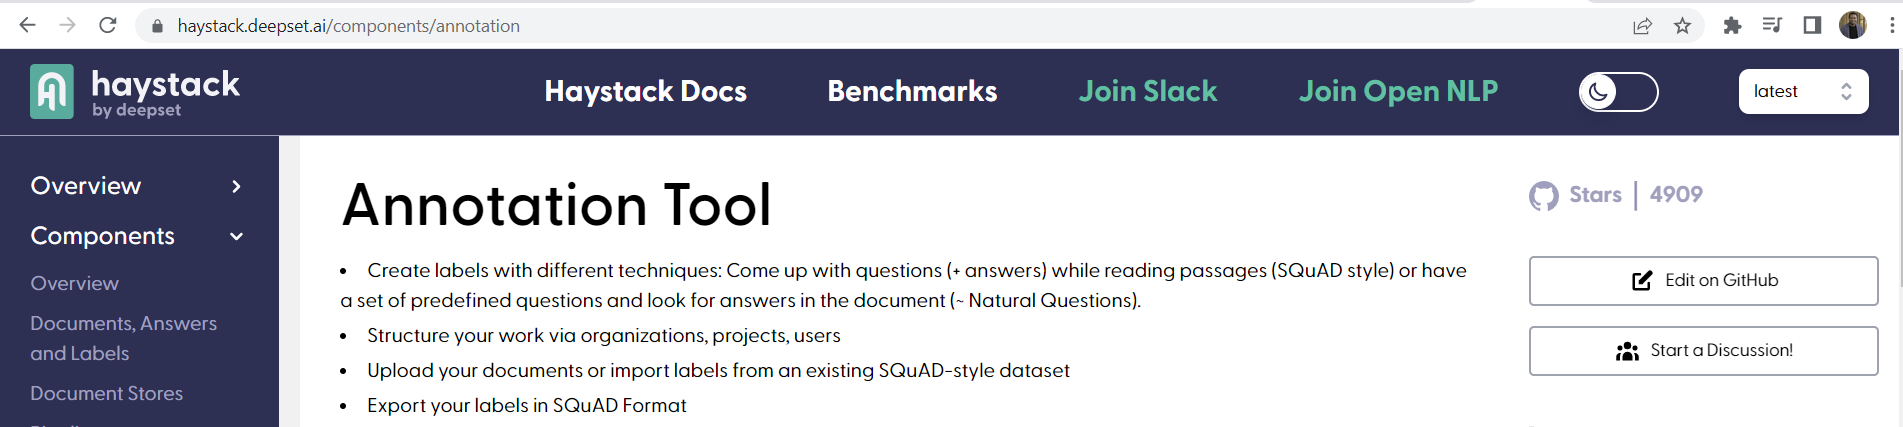 haystack.deepset.ai/components/annotation
haystack
by deepset
Haystack Docs
Benchmarks
Join Slack
Join Open NLP
latest
Overview
Components
Overview
Documents, Answers
and Labels
Document Stores
Annotation Tool
• Create labels with different techniques: Come up with questions (+ answers) while reading passages (SQuAD style) or have
a set of predefined questions and look for answers in the document (~ Natural Questions).
• Structure your work via organizations, projects, users
• Upload your documents or import labels from an existing SQuAD-style dataset
• Export your labels in SQuAD Format
Stars | 4909
Edit on GitHub
Start a Discussion!